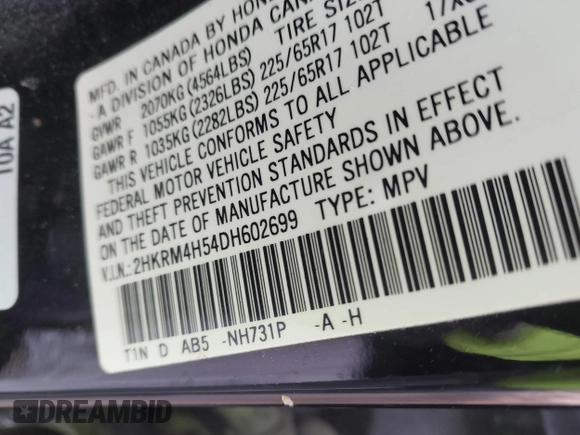 MFD. IN CANADA BY HON
A DIVISION OF HONDA CAN
TIRE SIZE
GVWR 2070KG (4564LBS)
GAWR F 1055KG (2326LBS) 225/65R17 102T
GAWR R 1035KG (2282LBS) 225/65R17 102T
THIS VEHICLE CONFORMS TO ALL APPLICABLE
FEDERAL MOTOR VEHICLE SAFETY
AND THEFT PREVENTION STANDARDS IN EFFECT
ON THE DATE OF MANUFACTURE SHOWN ABOVE.
V.I.N.: 2HKRM4H54DH602699 TYPE: MPV
T1N D AB5 -NH731P -A -H
10A A2
DREAMBID